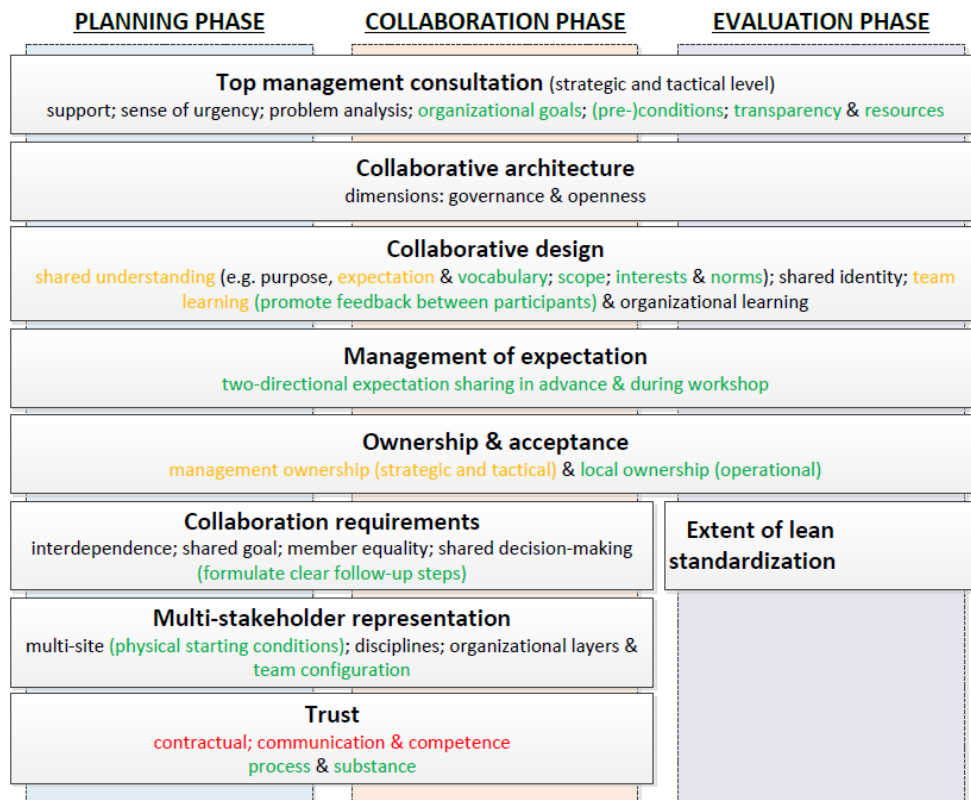 PLANNING PHASE COLLABORATION PHASE EVALUATION PHASE
Top management consultation (strategic and tactical level)
support; sense of urgency; problem analysis; organizational goals; (pre-)conditions; transparency & resources
Collaborative architecture
dimensions: governance & openness
Collaborative design
shared understanding (e.g. purpose, expectation & vocabulary; scope; interests & norms); shared identity; team
learning (promote feedback between participants) & organizational learning
Management of expectation
two-directional expectation sharing in advance & during workshop
Ownership & acceptance
management ownership (strategic and tactical) & local ownership (operational)
Collaboration requirements
interdependence; shared goal; member equality; shared decision-making
(formulate clear follow-up steps)
Extent of lean
standardization
Multi-stakeholder representation
multi-site (physical starting conditions); disciplines; organizational layers &
team configuration
Trust
contractual; communication & competence
process & substance